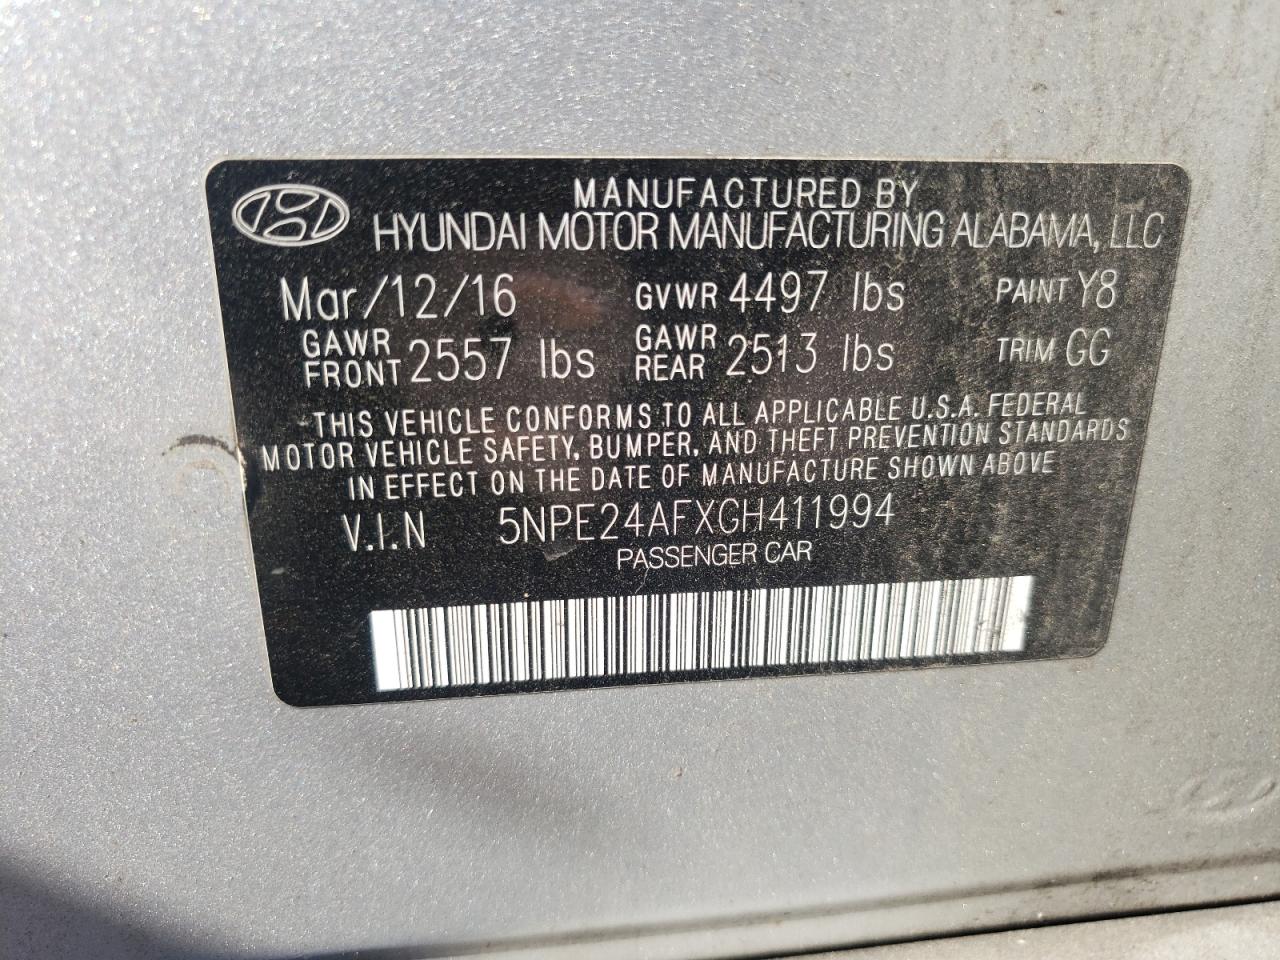 MANUFACTURED BY
HYUNDAI MOTOR MANUFACTURING ALABAMA, LLC
Mar/12/16 GVWR 4497 lbs PAINT Y8
GAWR FRONT 2557 lbs GAWR REAR 2513 lbs TRIM GG
THIS VEHICLE CONFORMS TO ALL APPLICABLE U.S.A. FEDERAL
MOTOR VEHICLE SAFETY, BUMPER, AND THEFT PREVENTION STANDARDS
IN EFFECT ON THE DATE OF MANUFACTURE SHOWN ABOVE
V.I.N 5NPE24AFXGH411994
PASSENGER CAR